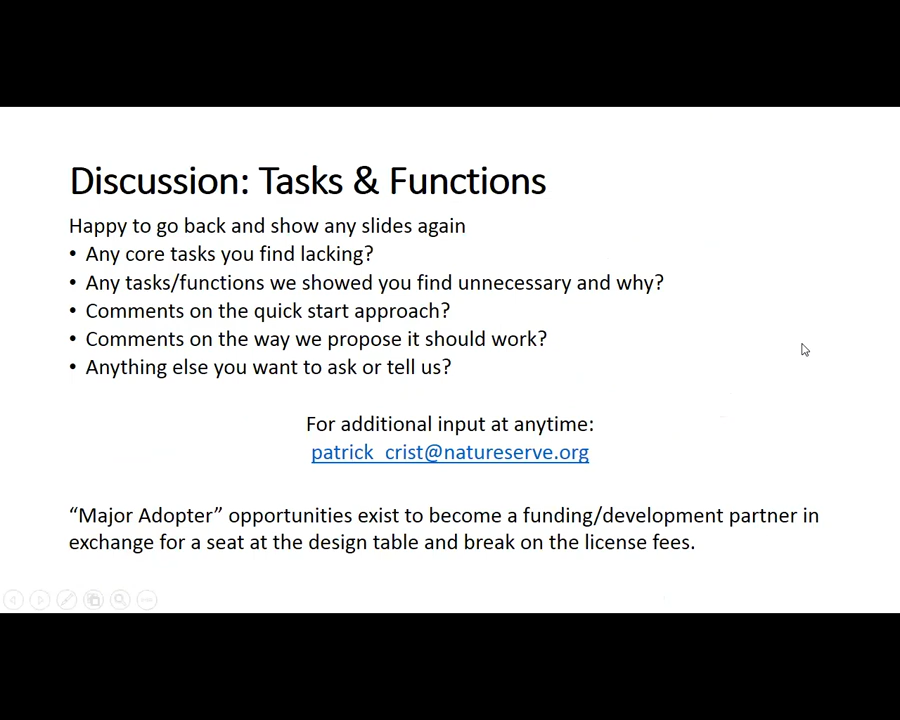 Discussion: Tasks & Functions
Happy to go back and show any slides again
• Any core tasks you find lacking?
• Any tasks/functions we showed you find unnecessary and why?
• Comments on the quick start approach?
• Comments on the way we propose it should work?
• Anything else you want to ask or tell us?
For additional input at anytime:
patrick_crist@natureserve.org
“Major Adopter” opportunities exist to become a funding/development partner in
exchange for a seat at the design table and break on the license fees.